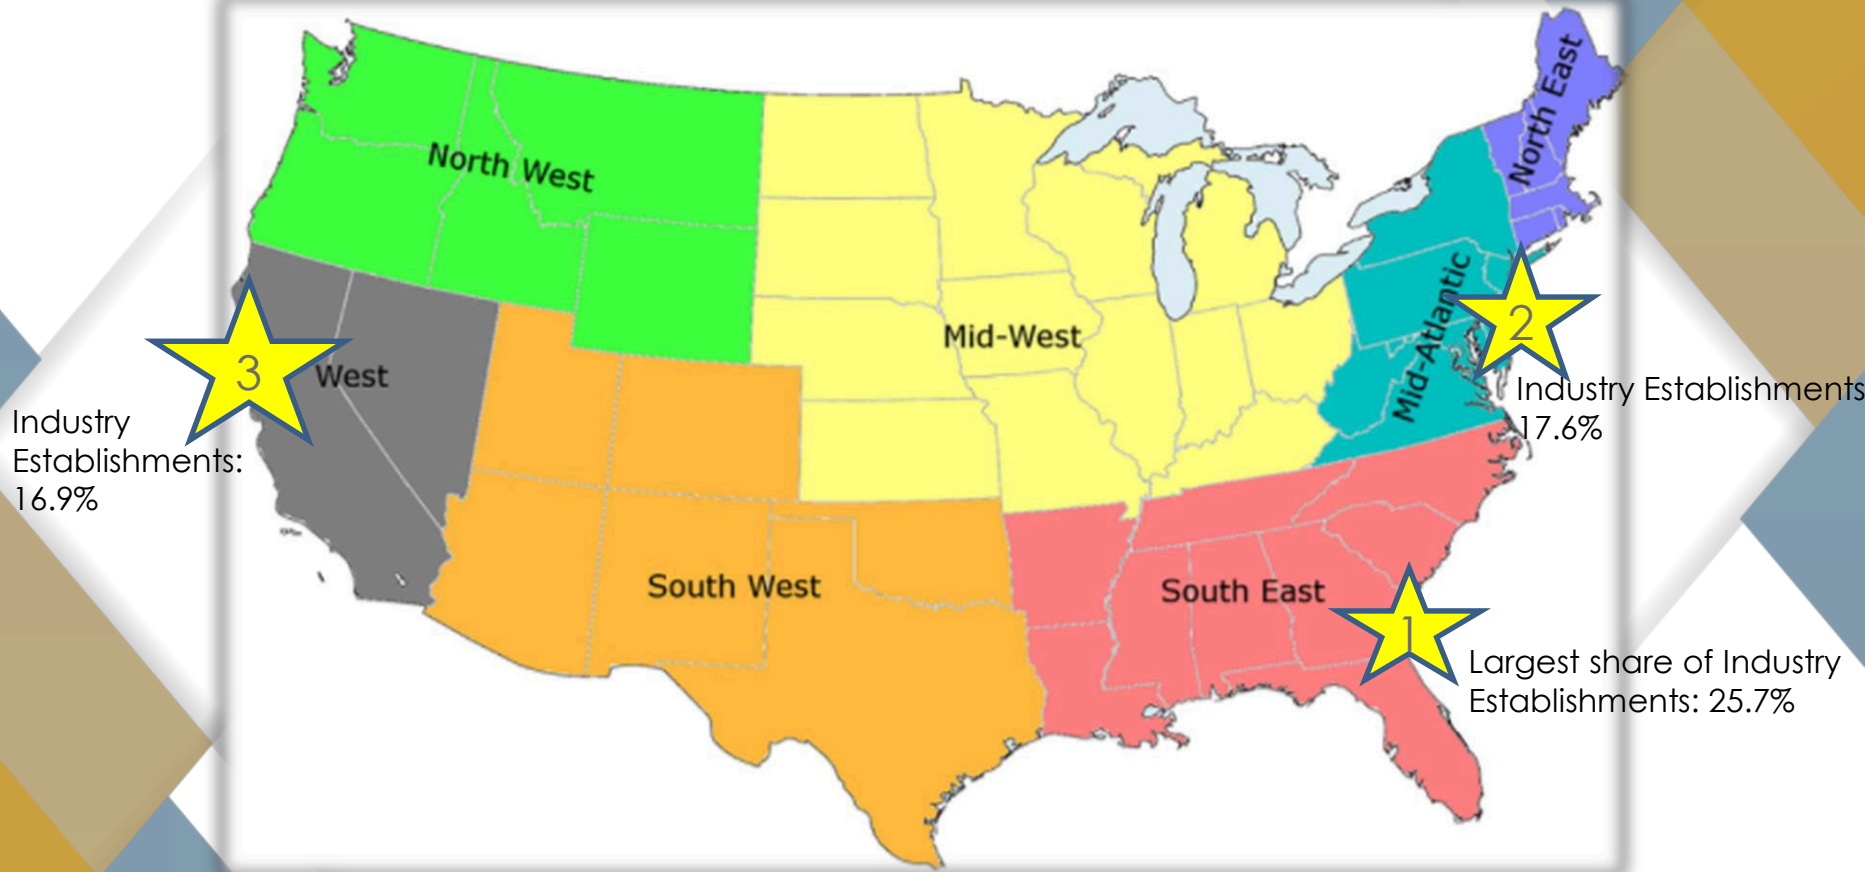 North East
North West
Mid-West
Mid-Atlantic
2
Industry Establishments
17.6%
3
West
Industry
Establishments:
16.9%
South West
South East
1
Largest share of Industry
Establishments: 25.7%